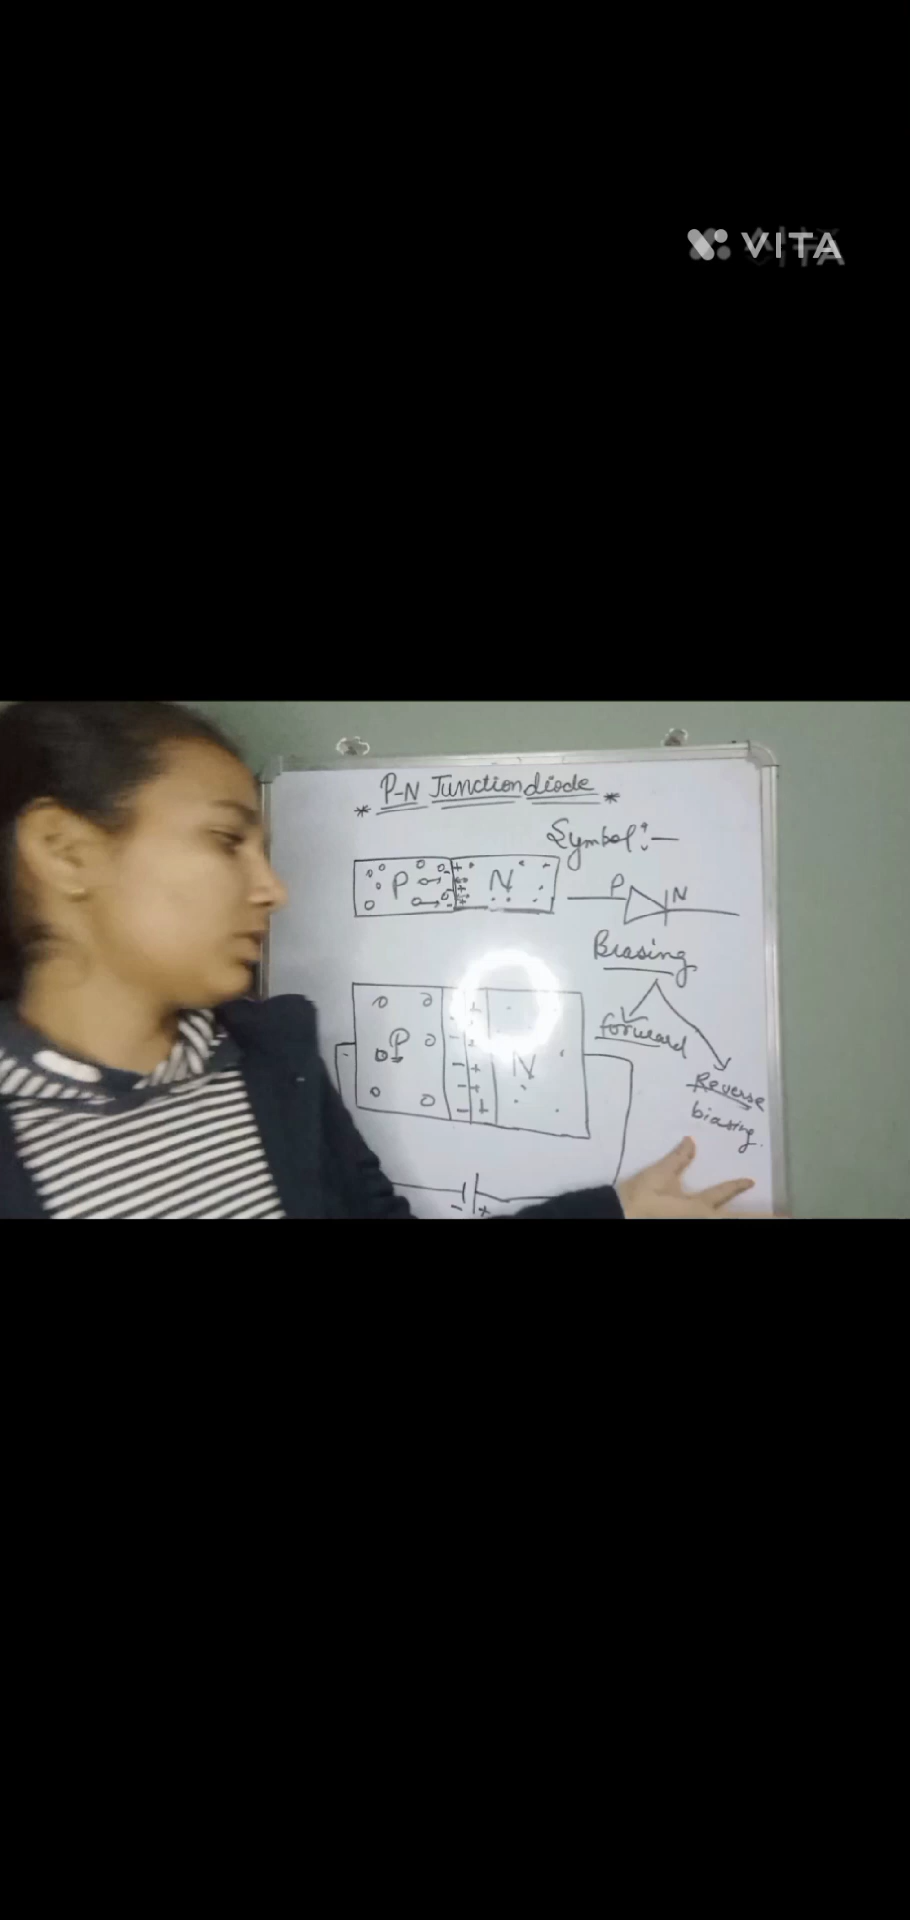 VITA
* P-N Junction diode *
Symbol :-
P N
P N
Biasing
forward
Reverse
biasing.
P N
- +